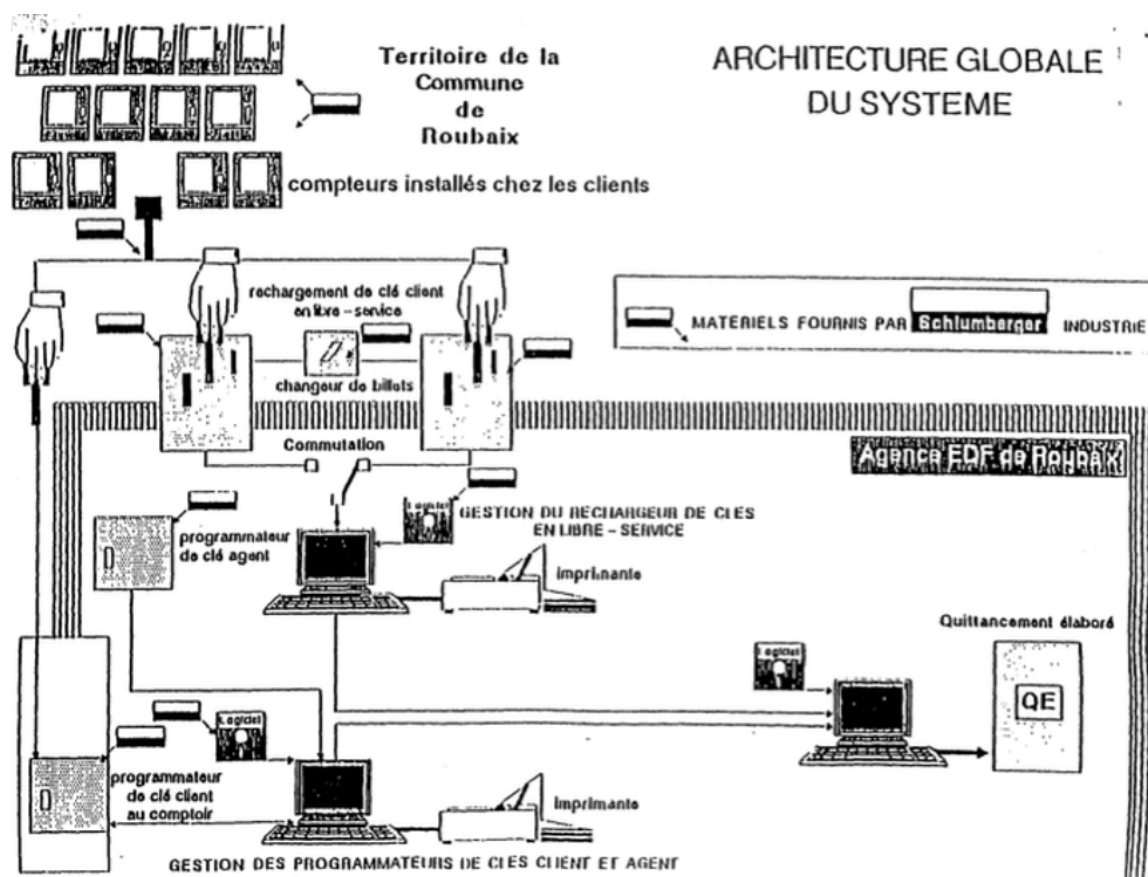 ARCHITECTURE GLOBALE
DU SYSTEME
Territoire de la
Commune
de
Roubaix
compteurs installés chez les clients
rechargement de clé client
en libre - service
MATERIELS FOURNIS PAR Schlumberger INDUSTRIE
changeur de billets
Commutation
Agence EDF de Roubaix
Logiciel
GESTION DU RECHARGEUR DE CLES
EN LIBRE - SERVICE
programmateur
de clé agent
imprimante
Quittancement élaboré
Logiciel
QE
Logiciel
programmateur
de clé client
au comptoir
imprimante
GESTION DES PROGRAMMATEURS DE CLES CLIENT ET AGENT